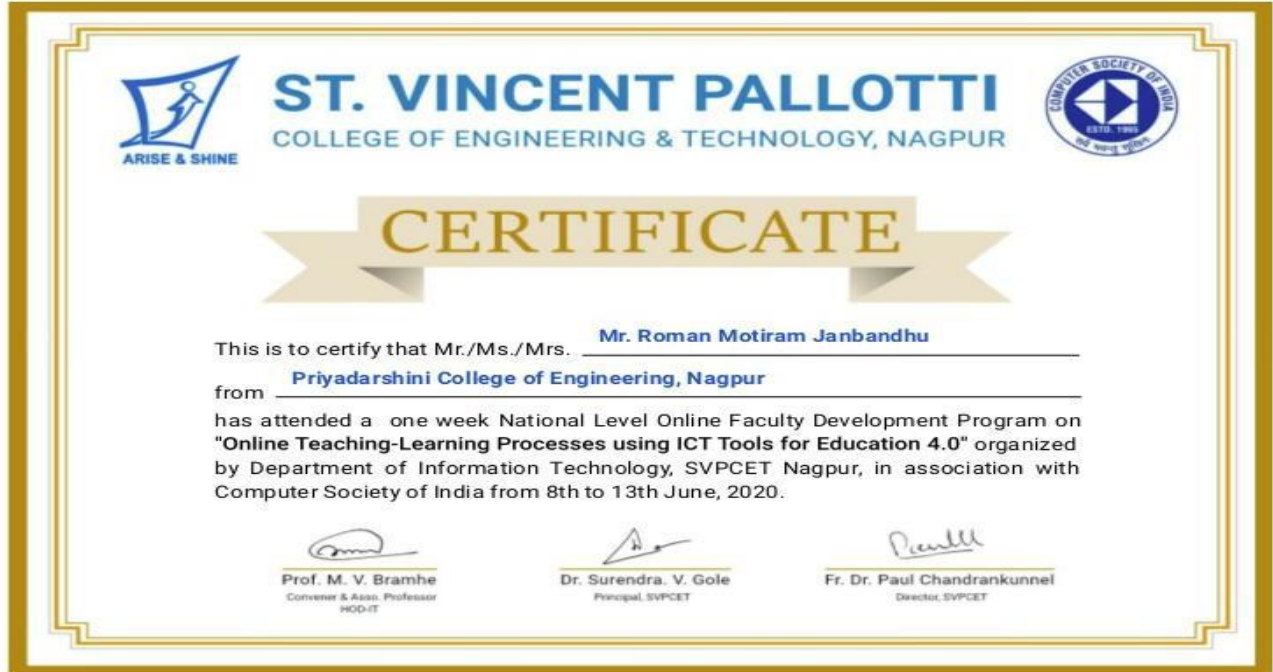 ARISE & SHINE
ST. VINCENT PALLOTTI
COLLEGE OF ENGINEERING & TECHNOLOGY, NAGPUR
COMPUTER SOCIETY OF INDIA
ESTD. 1965
CERTIFICATE
This is to certify that Mr./Ms./Mrs. Mr. Roman Motiram Janbandhu
from Priyadarshini College of Engineering, Nagpur
has attended a one week National Level Online Faculty Development Program on
"Online Teaching-Learning Processes using ICT Tools for Education 4.0" organized
by Department of Information Technology, SVPCET Nagpur, in association with
Computer Society of India from 8th to 13th June, 2020.
Prof. M. V. Bramhe
Convener & Asso. Professor
HOD-IT
Dr. Surendra. V. Gole
Principal, SVPCET
Fr. Dr. Paul Chandrankunnel
Director, SVPCET